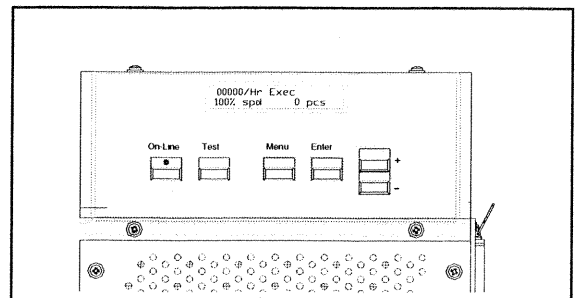 00000/Hr Exec
100% spd 0 pcs
On-Line Test Menu Enter
+
-